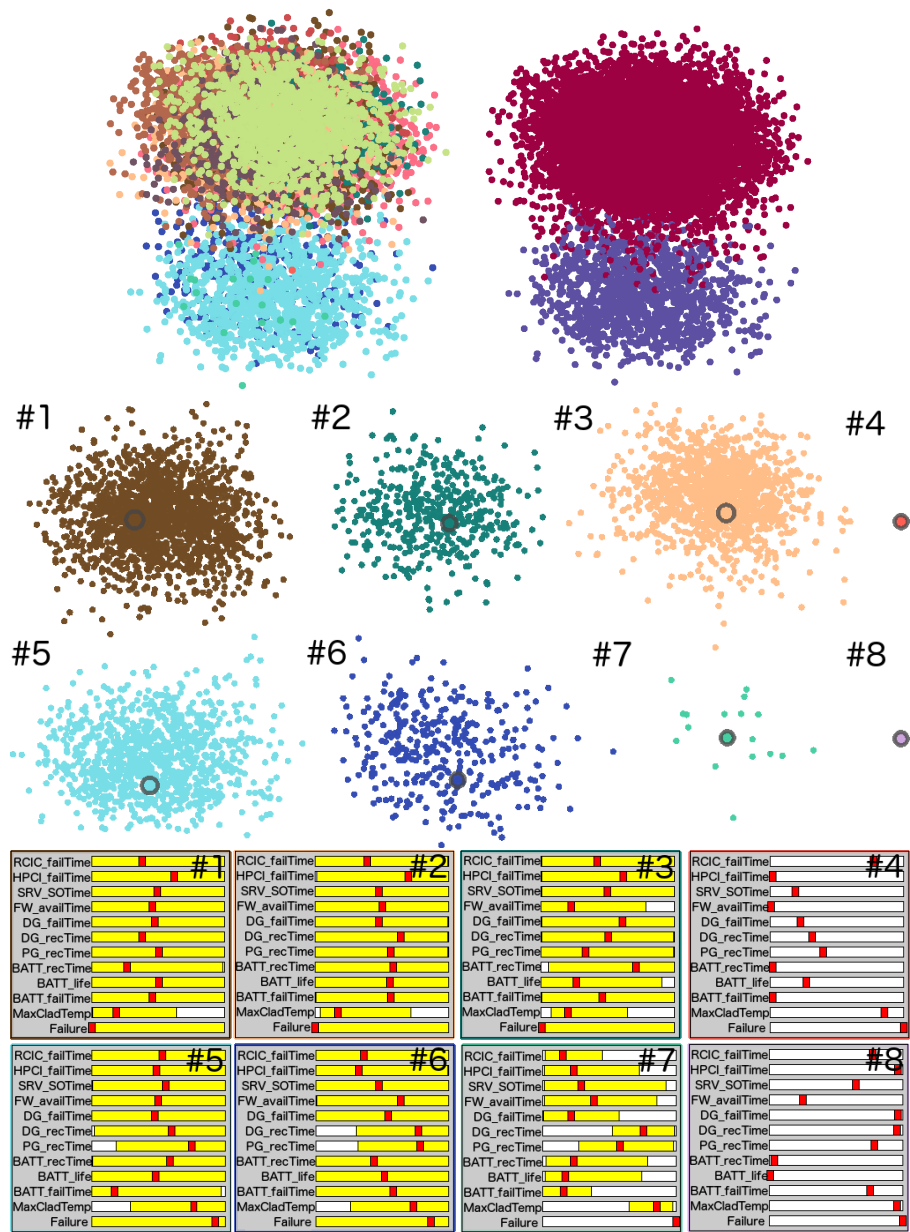 #1 #2 #3 #4
#5 #6 #7 #8
#1
RCIC_failTime
HPCI_failTime
SRV_SOTime
FW_availTime
DG_failTime
DG_recTime
PG_recTime
BATT_recTime
BATT_life
BATT_failTime
MaxCladTemp
Failure
#2
RCIC_failTime
HPCI_failTime
SRV_SOTime
FW_availTime
DG_failTime
DG_recTime
PG_recTime
BATT_recTime
BATT_life
BATT_failTime
MaxCladTemp
Failure
#3
RCIC_failTime
HPCI_failTime
SRV_SOTime
FW_availTime
DG_failTime
DG_recTime
PG_recTime
BATT_recTime
BATT_life
BATT_failTime
MaxCladTemp
Failure
#4
RCIC_failTime
HPCI_failTime
SRV_SOTime
FW_availTime
DG_failTime
DG_recTime
PG_recTime
BATT_recTime
BATT_life
BATT_failTime
MaxCladTemp
Failure
#5
RCIC_failTime
HPCI_failTime
SRV_SOTime
FW_availTime
DG_failTime
DG_recTime
PG_recTime
BATT_recTime
BATT_life
BATT_failTime
MaxCladTemp
Failure
#6
RCIC_failTime
HPCI_failTime
SRV_SOTime
FW_availTime
DG_failTime
DG_recTime
PG_recTime
BATT_recTime
BATT_life
BATT_failTime
MaxCladTemp
Failure
#7
RCIC_failTime
HPCI_failTime
SRV_SOTime
FW_availTime
DG_failTime
DG_recTime
PG_recTime
BATT_recTime
BATT_life
BATT_failTime
MaxCladTemp
Failure
#8
RCIC_failTime
HPCI_failTime
SRV_SOTime
FW_availTime
DG_failTime
DG_recTime
PG_recTime
BATT_recTime
BATT_life
BATT_failTime
MaxCladTemp
Failure